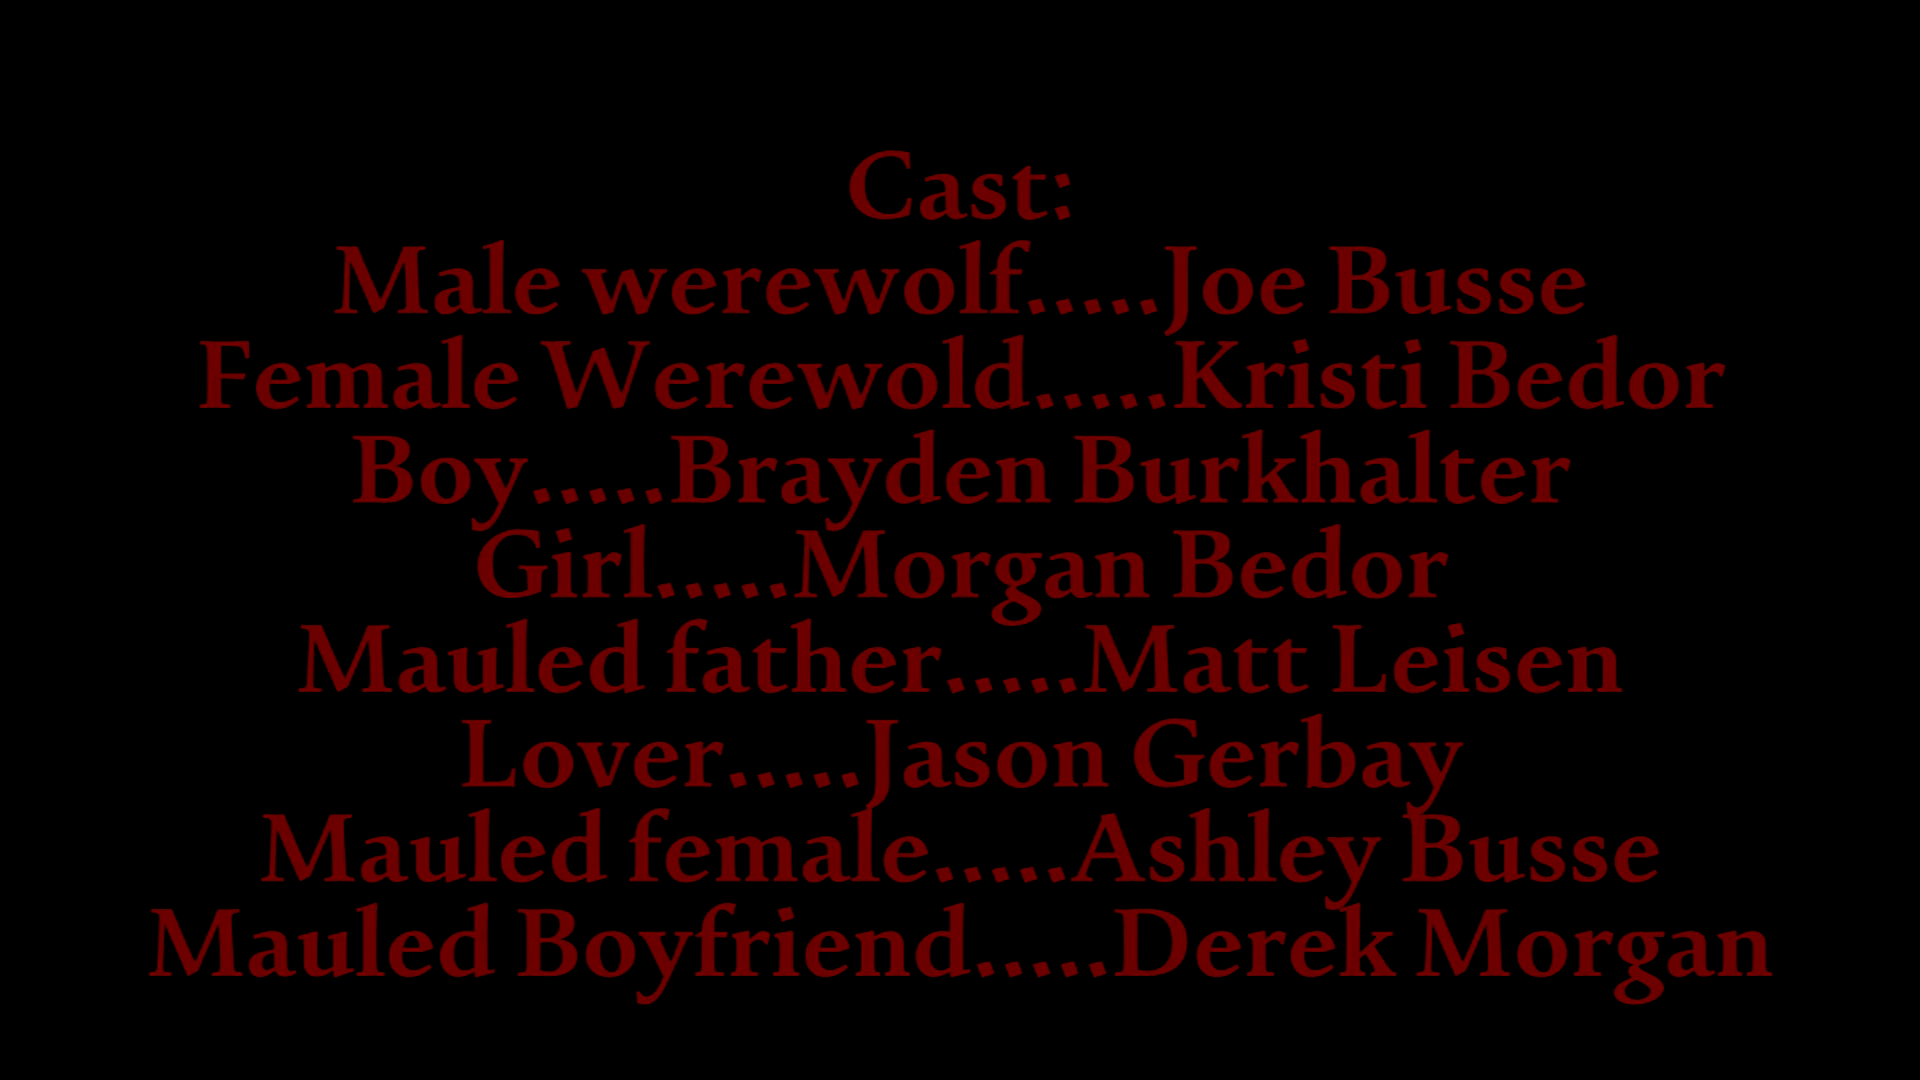 Cast:
Male werewolf.....Joe Busse
Female Werewold.....Kristi Bedor
Boy.....Brayden Burkhalter
Girl.....Morgan Bedor
Mauled father.....Matt Leisen
Lover.....Jason Gerbay
Mauled female.....Ashley Busse
Mauled Boyfriend.....Derek Morgan